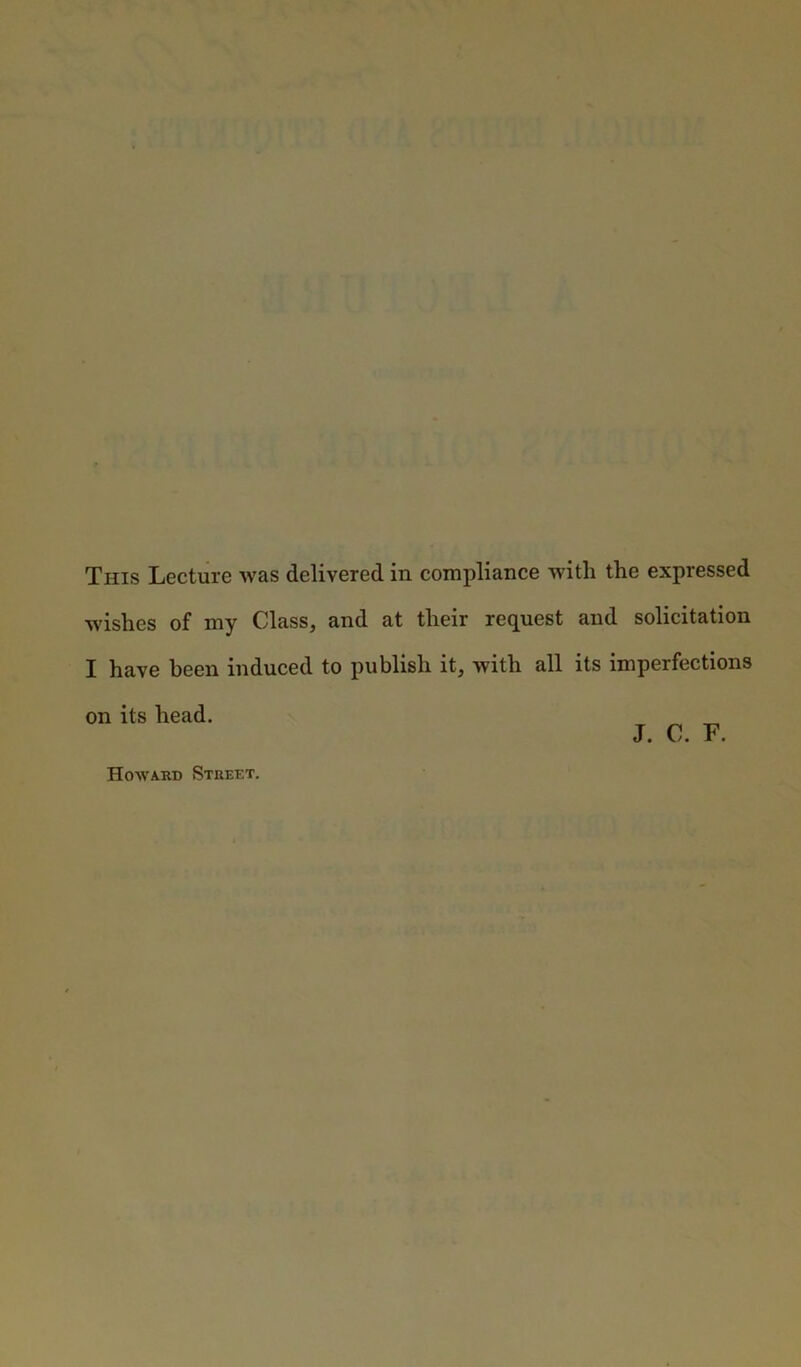 This Lecture was delivered in compliance with the expressed
wishes of my Class, and at their request and solicitation
I have been induced to publish it, with all its imperfections
on its head.
J. C. F.
Howard Street.